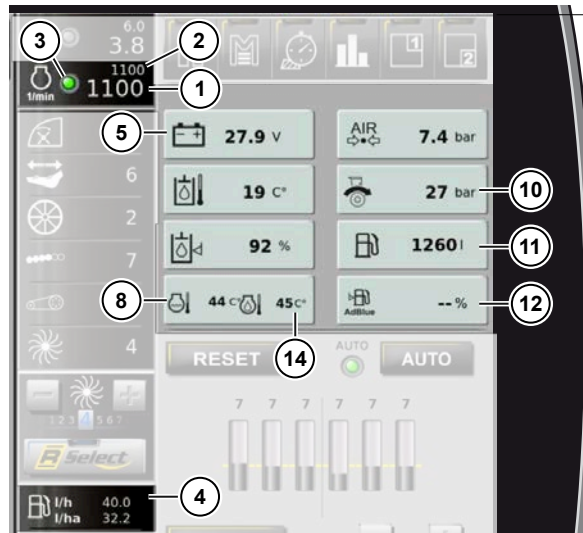 6.0
3.8
3
2
1100
1/min
1100
1
M
1
2
5
27.9 V
AIR
7.4 bar
6
19 C°
27 bar
10
2
92 %
1260 l
11
7
8
44 C°
45 C°
AdBlue
-- %
12
14
4
RESET
AUTO
AUTO
7 7 7 7 7 7
1 2 3 4 5 6 7
R Select
l/h 40.0
l/ha 32.2
4